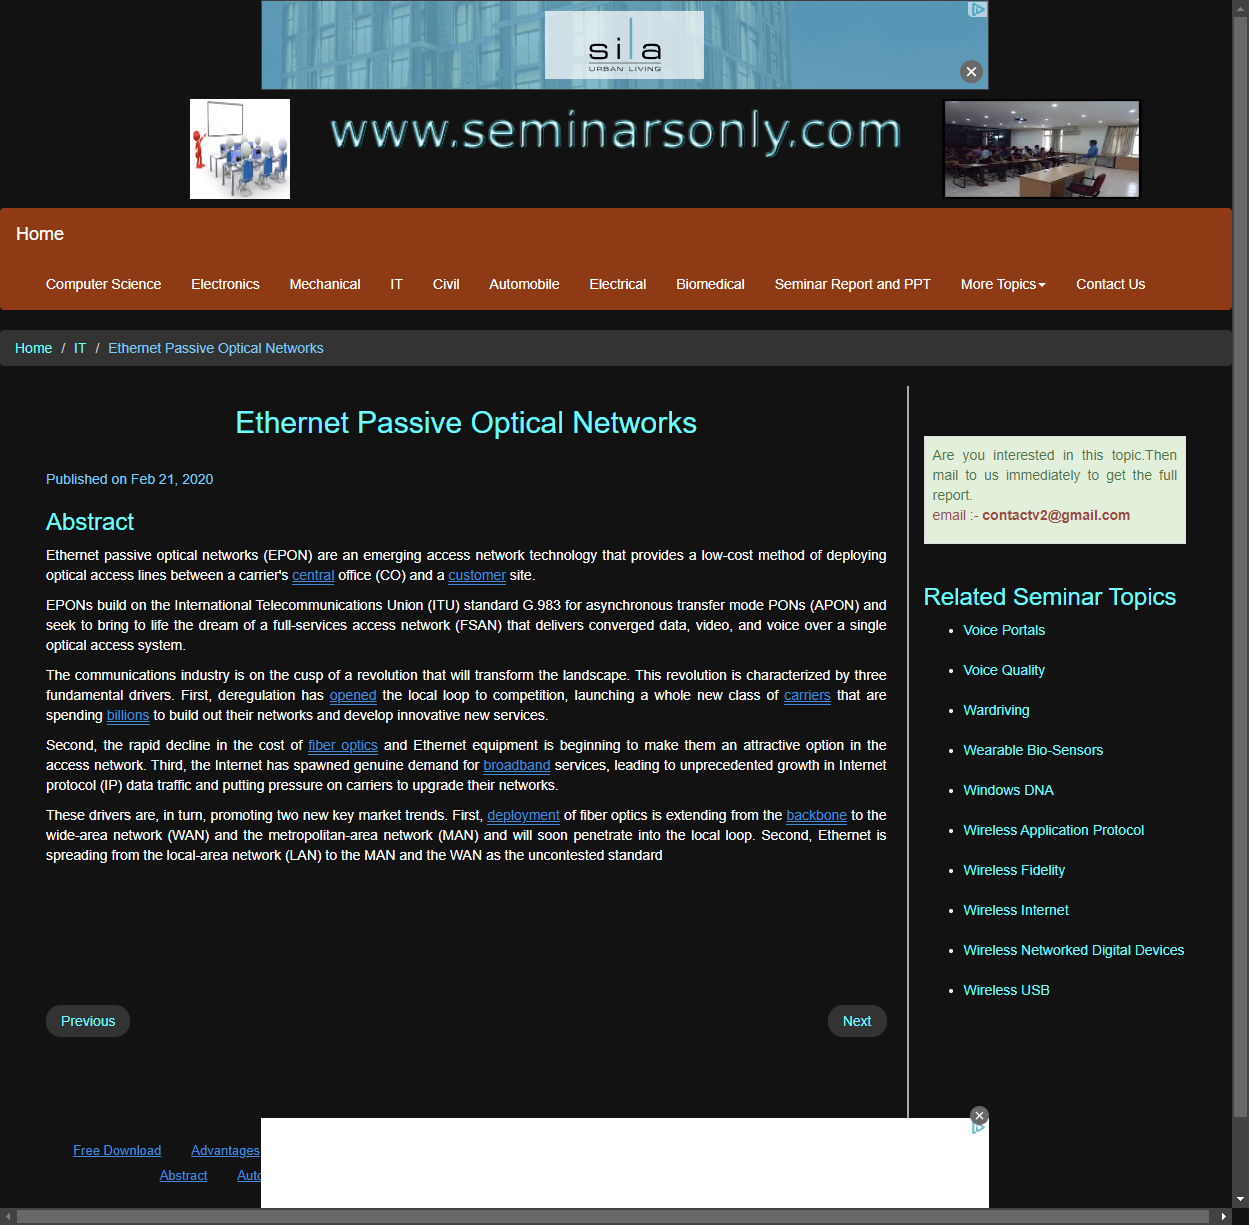 sila
URBAN LIVING
www.seminarsonly.com
Home
Computer Science Electronics Mechanical IT Civil Automobile Electrical Biomedical Seminar Report and PPT More Topics Contact Us
Home / IT / Ethernet Passive Optical Networks
Ethernet Passive Optical Networks
Published on Feb 21, 2020
Abstract
Ethernet passive optical networks (EPON) are an emerging access network technology that provides a low-cost method of deploying
optical access lines between a carrier's central office (CO) and a customer site.
EPONs build on the International Telecommunications Union (ITU) standard G.983 for asynchronous transfer mode PONs (APON) and
seek to bring to life the dream of a full-services access network (FSAN) that delivers converged data, video, and voice over a single
optical access system.
The communications industry is on the cusp of a revolution that will transform the landscape. This revolution is characterized by three
fundamental drivers. First, deregulation has opened the local loop to competition, launching a whole new class of carriers that are
spending billions to build out their networks and develop innovative new services.
Second, the rapid decline in the cost of fiber optics and Ethernet equipment is beginning to make them an attractive option in the
access network. Third, the Internet has spawned genuine demand for broadband services, leading to unprecedented growth in Internet
protocol (IP) data traffic and putting pressure on carriers to upgrade their networks.
These drivers are, in turn, promoting two new key market trends. First, deployment of fiber optics is extending from the backbone to the
wide-area network (WAN) and the metropolitan-area network (MAN) and will soon penetrate into the local loop. Second, Ethernet is
spreading from the local-area network (LAN) to the MAN and the WAN as the uncontested standard
Previous
Next
Are you interested in this topic.Then
mail to us immediately to get the full
report.
email :- contactv2@gmail.com
Related Seminar Topics
Voice Portals
Voice Quality
Wardriving
Wearable Bio-Sensors
Windows DNA
Wireless Application Protocol
Wireless Fidelity
Wireless Internet
Wireless Networked Digital Devices
Wireless USB
Free Download Advantages
Abstract